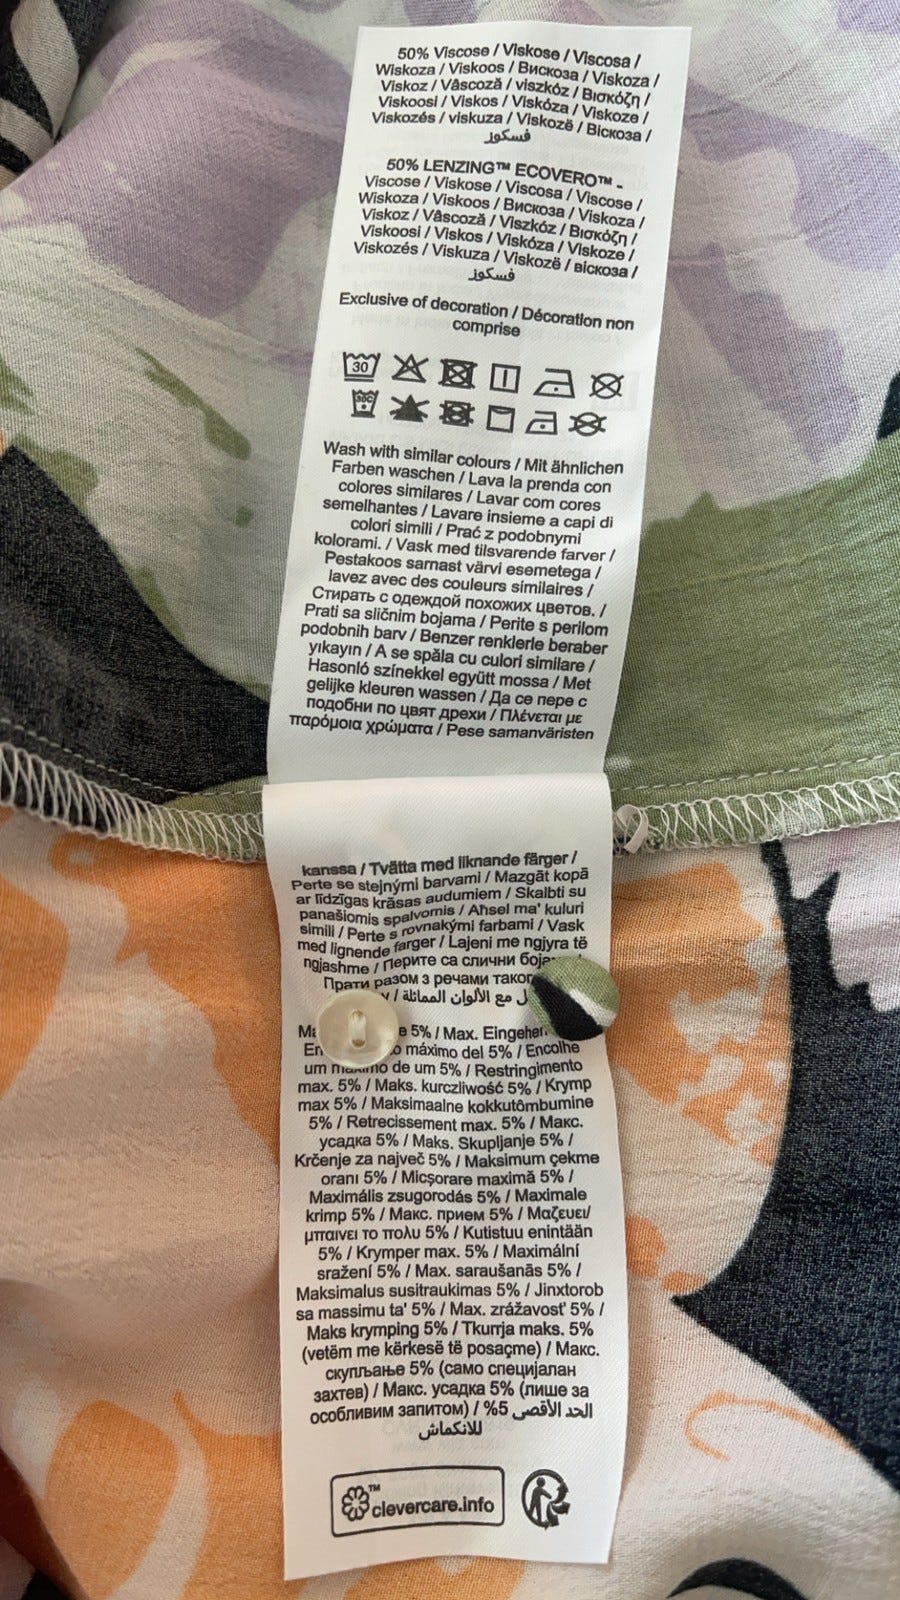 50% Viscose / Viskose / Viscosa /
Wiskoza / Viskoos / Вискоза / Viskoza /
Viskoz / Vâscoză / viszkóz / Βισκόζη /
Viskoosi / Viskos / Viskóza / Viskoze /
Viskozés / viskuza / Viskozë / Віскоза /
فسكوز
50% LENZING™ ECOVERO™ -
Viscose / Viskose / Viscosa / Viscose /
Wiskoza / Viskoos / Вискоза / Viskoza /
Viskoz / Vâscoză / Viszkóz / Βισκόζη /
Viskoosi / Viskos / Viskóza / Viskoze /
Viskozés / Viskuza / Viskozë / віскоза /
فسكوز
Exclusive of decoration / Décoration non
comprise
30
30C
Wash with similar colours / Mit ähnlichen
Farben waschen / Lava la prenda con
colores similares / Lavar com cores
semelhantes / Lavare insieme a capi di
colori simili / Prać z podobnymi
kolorami. / Vask med tilsvarende farver /
Pestakoos sarnast värvi esemetega /
lavez avec des couleurs similaires /
Стирать с одеждой похожих цветов. /
Prati sa sličnim bojama / Perite s perilom
podobnih barv / Benzer renklerle beraber
yıkayın / A se spăla cu culori similare /
Hasonló színekkel együtt mossa / Met
gelijke kleuren wassen / Да се пере с
подобни по цвят дрехи / Πλένεται με
παρόμοια χρώματα / Pese samanväristen
kanssa / Tvätta med liknande färger /
Perte se stejnými barvami / Mazgāt kopā
ar līdzīgas krāsas audumiem / Skalbti su
panašiomis spalvomis / Aħsel ma' kuluri
simili / Perte s rovnakými farbami / Vask
med lignende farger / Lajeni me ngjyra të
ngjashme / Перите са слични
Прати разом з речами
مع الألوان المماثلة /
5% / Max.
máximo del 5% / Encolhe
um de um 5% / Restringimento
max. 5% / Maks. kurczliwość 5% / Krymp
max 5% / Maksimaalne kokkutõmbumine
5% / Retrecissement max. 5% / Макс.
усадка 5% / Maks. Skupljanje 5% /
Krčenje za največ 5% / Maksimum çekme
oranı 5% / Micşorare maximă 5% /
Maximális zsugorodás 5% / Maximale
krimp 5% / Макс. прием 5% / Μαζευει/
μπαινει το πολυ 5% / Kutistuu enintään
5% / Krymper max. 5% / Maximální
sražení 5% / Max. saraušanās 5% /
Maksimalus susitraukimas 5% / Jinxtorob
sa massimu ta' 5% / Max. zrážavosť 5% /
Maks krymping 5% / Tkurrja maks. 5%
(vetëm me kërkesë të posaçme) / Макс.
скупљање 5% (само специјалан
захтев) / Макс. усадка 5% (лише за
особливим запитом) / الحد الأقصى 5%
للانكماش
™
clevercare.info